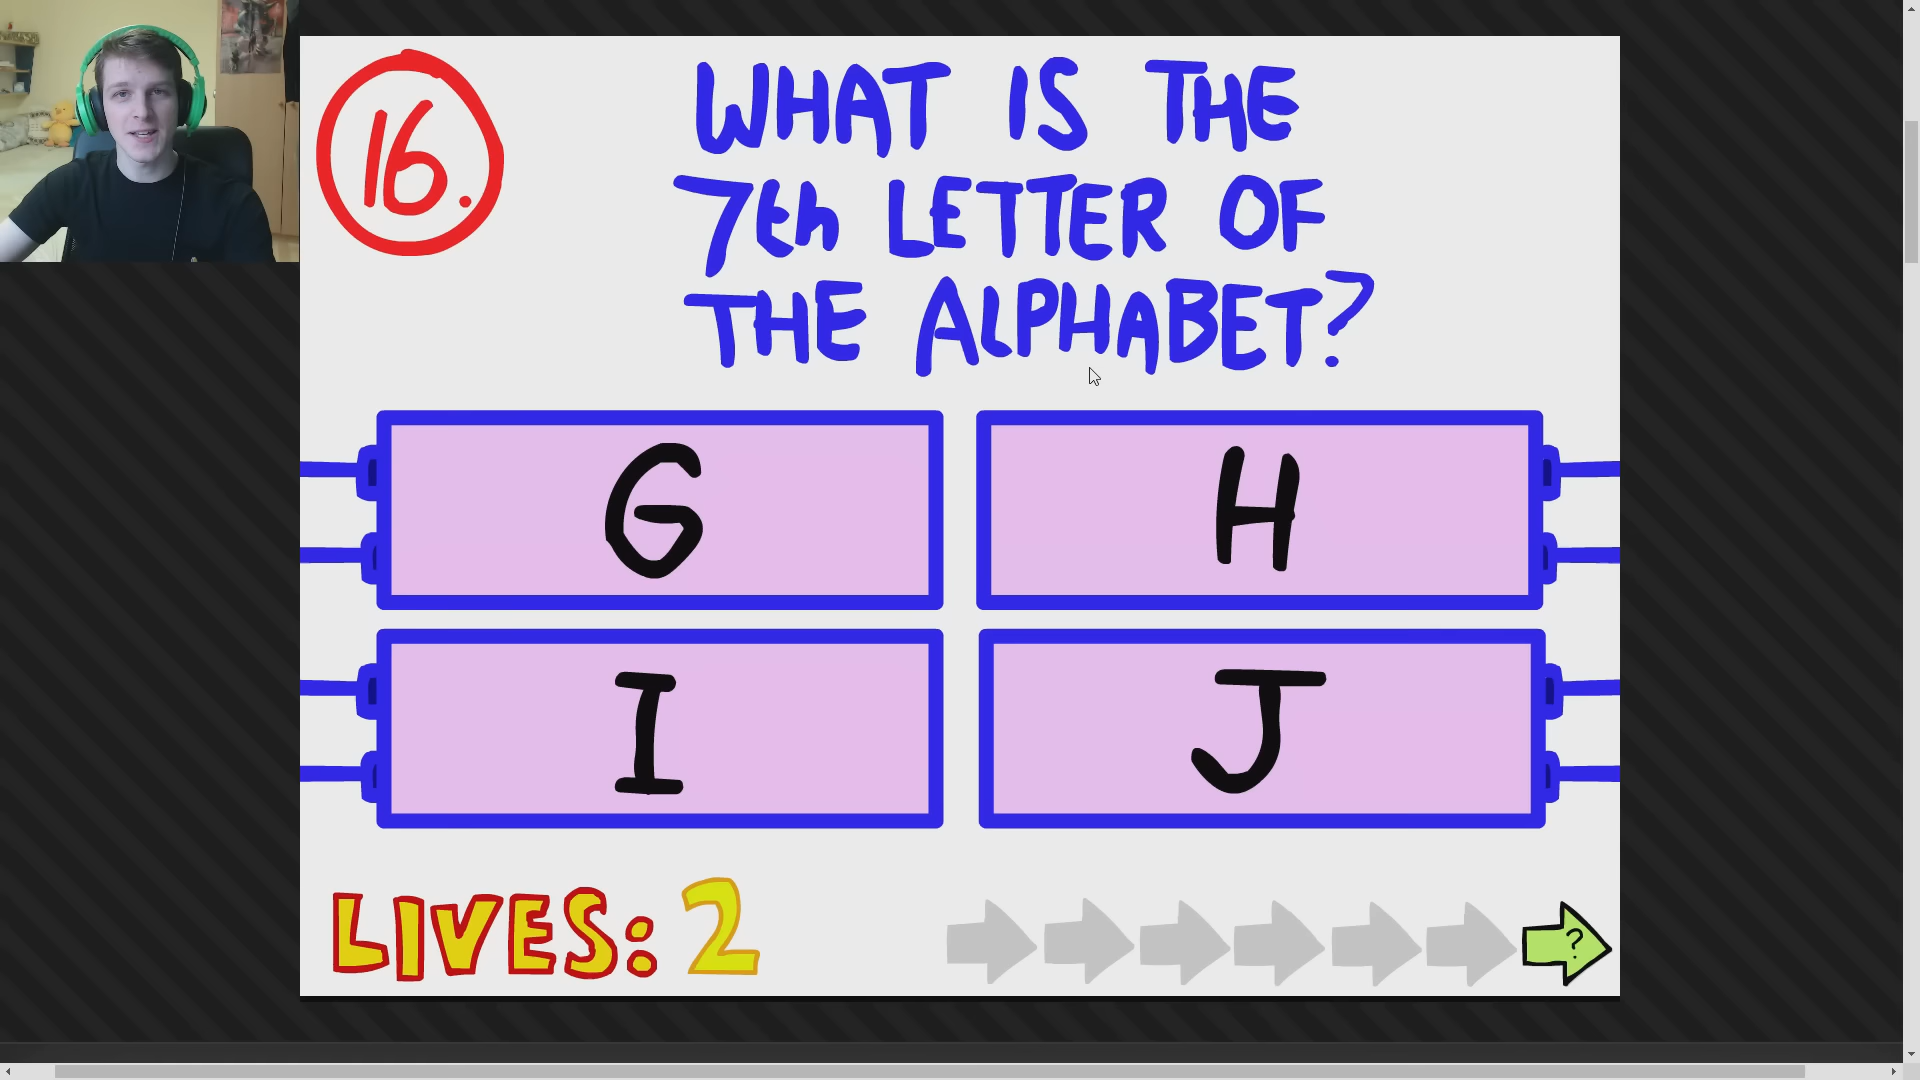 16.
WHAT IS THE
7th LETTER OF
THE ALPHABET?
G
H
I
J
LIVES: 2
?